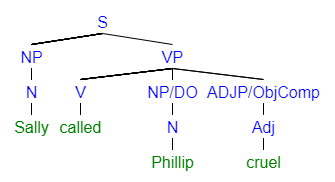 S
NP VP
N V NP/DO ADJP/ObjComp
Sally called N Adj
Phillip cruel